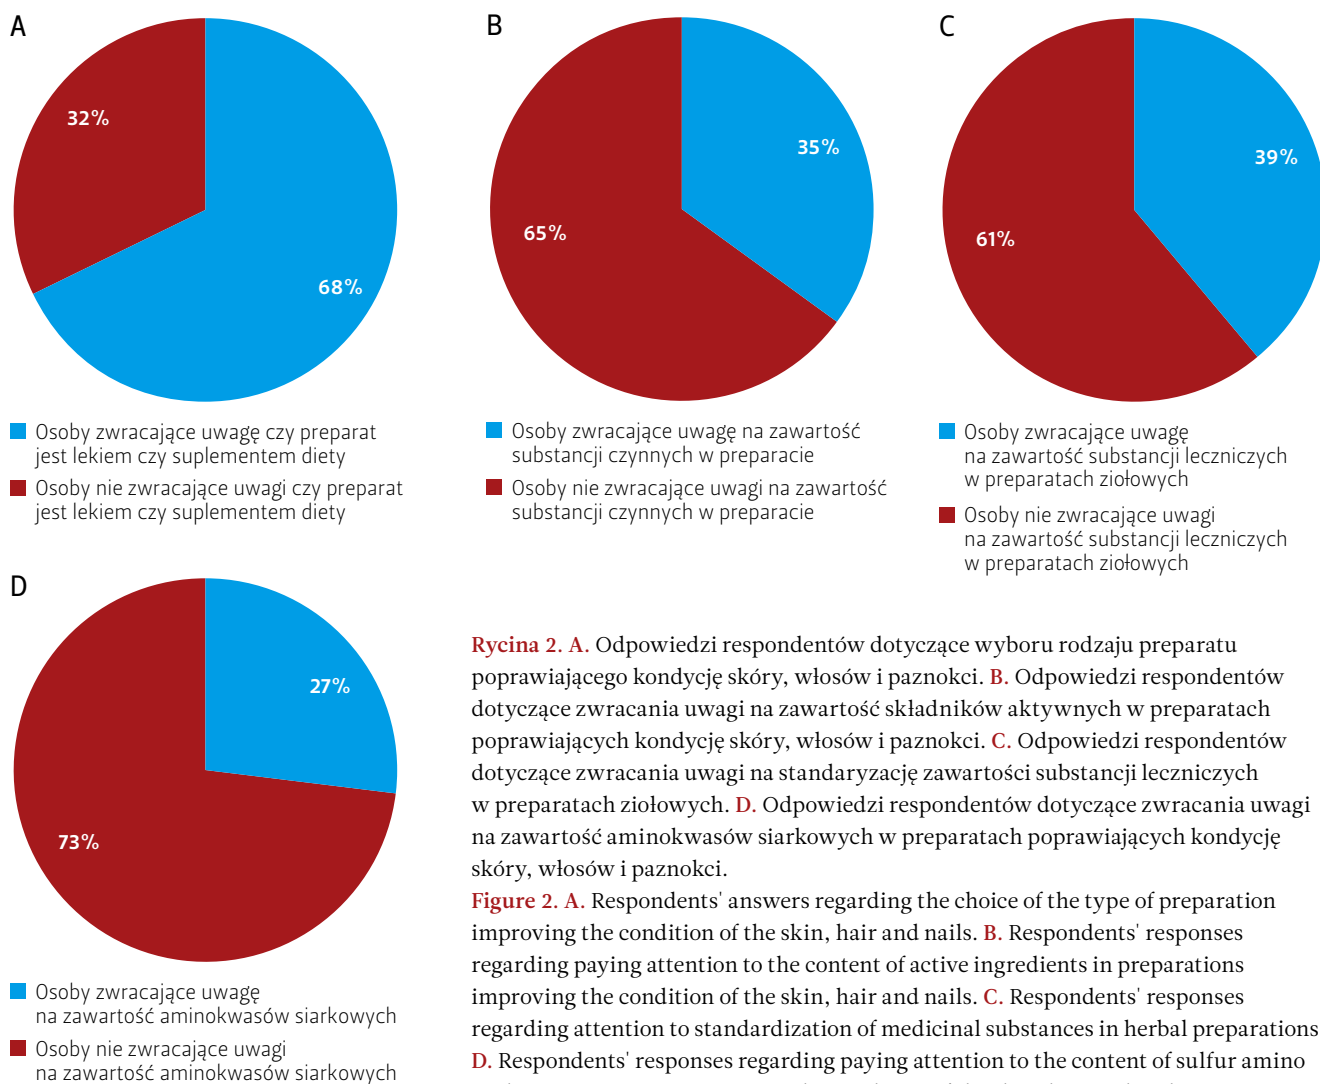 A
32%
68%
Osoby zwracające uwagę czy preparat
jest lekiem czy suplementem diety
Osoby nie zwracające uwagi czy preparat
jest lekiem czy suplementem diety
B
35%
65%
Osoby zwracające uwagę na zawartość
substancji czynnych w preparacie
Osoby nie zwracające uwagi na zawartość
substancji czynnych w preparacie
C
39%
61%
Osoby zwracające uwagę
na zawartość substancji leczniczych
w preparatach ziołowych
Osoby nie zwracające uwagi
na zawartość substancji leczniczych
w preparatach ziołowych
D
27%
73%
Osoby zwracające uwagę
na zawartość aminokwasów siarkowych
Osoby nie zwracające uwagi
na zawartość aminokwasów siarkowych
Rycina 2. A. Odpowiedzi respondentów dotyczące wyboru rodzaju preparatu
poprawiającego kondycję skóry, włosów i paznokci. B. Odpowiedzi respondentów
dotyczące zwracania uwagi na zawartość składników aktywnych w preparatach
poprawiających kondycję skóry, włosów i paznokci. C. Odpowiedzi respondentów
dotyczące zwracania uwagi na standaryzację zawartości substancji leczniczych
w preparatach ziołowych. D. Odpowiedzi respondentów dotyczące zwracania uwagi
na zawartość aminokwasów siarkowych w preparatach poprawiających kondycję
skóry, włosów i paznokci.
Figure 2. A. Respondents' answers regarding the choice of the type of preparation
improving the condition of the skin, hair and nails. B. Respondents' responses
regarding paying attention to the content of active ingredients in preparations
improving the condition of the skin, hair and nails. C. Respondents' responses
regarding attention to standardization of medicinal substances in herbal preparations
D. Respondents' responses regarding paying attention to the content of sulfur amino